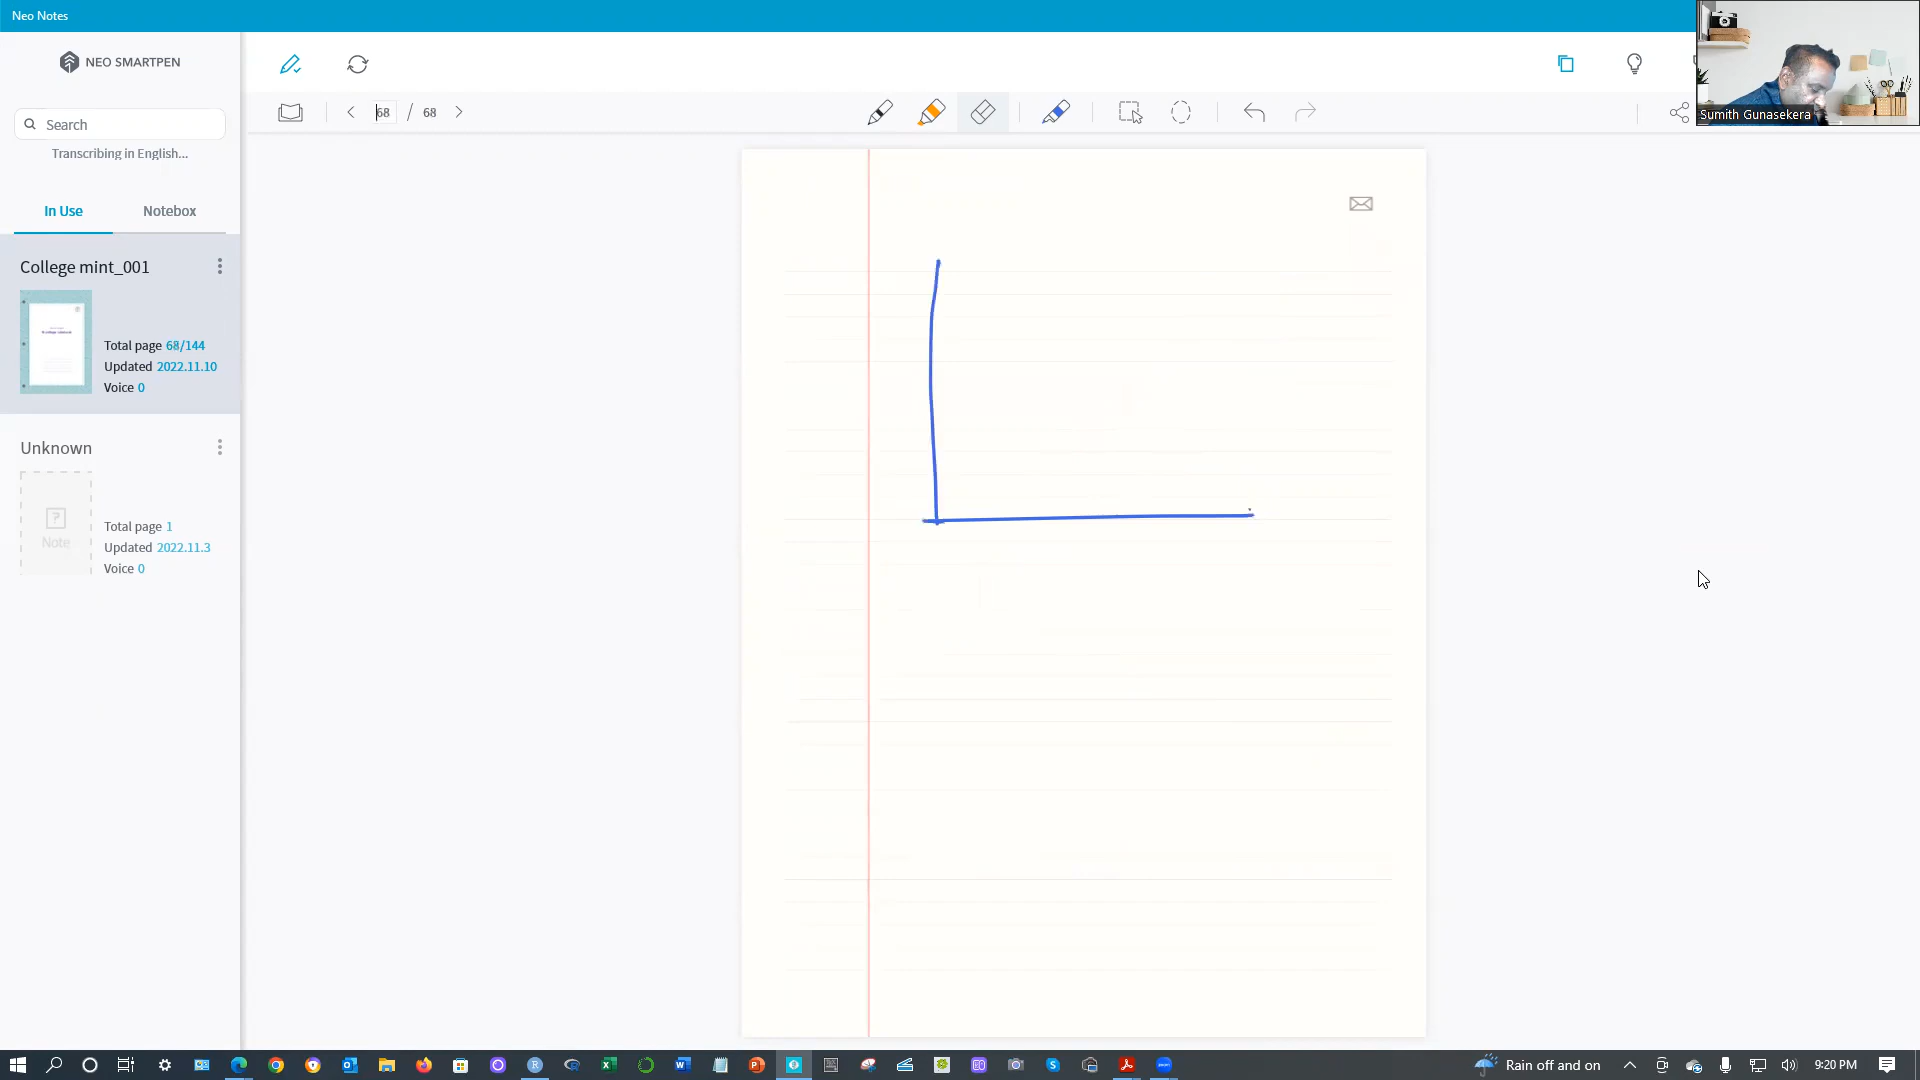 Neo Notes
NEO SMARTPEN
Search
Transcribing in English...
In Use
Notebox
College mint_001
Total page 68/144
Updated 2022.11.10
Voice 0
Unknown
Note
Total page 1
Updated 2022.11.3
Voice 0
68 / 68
Sumith Gunasekera
Rain off and on
9:20 PM